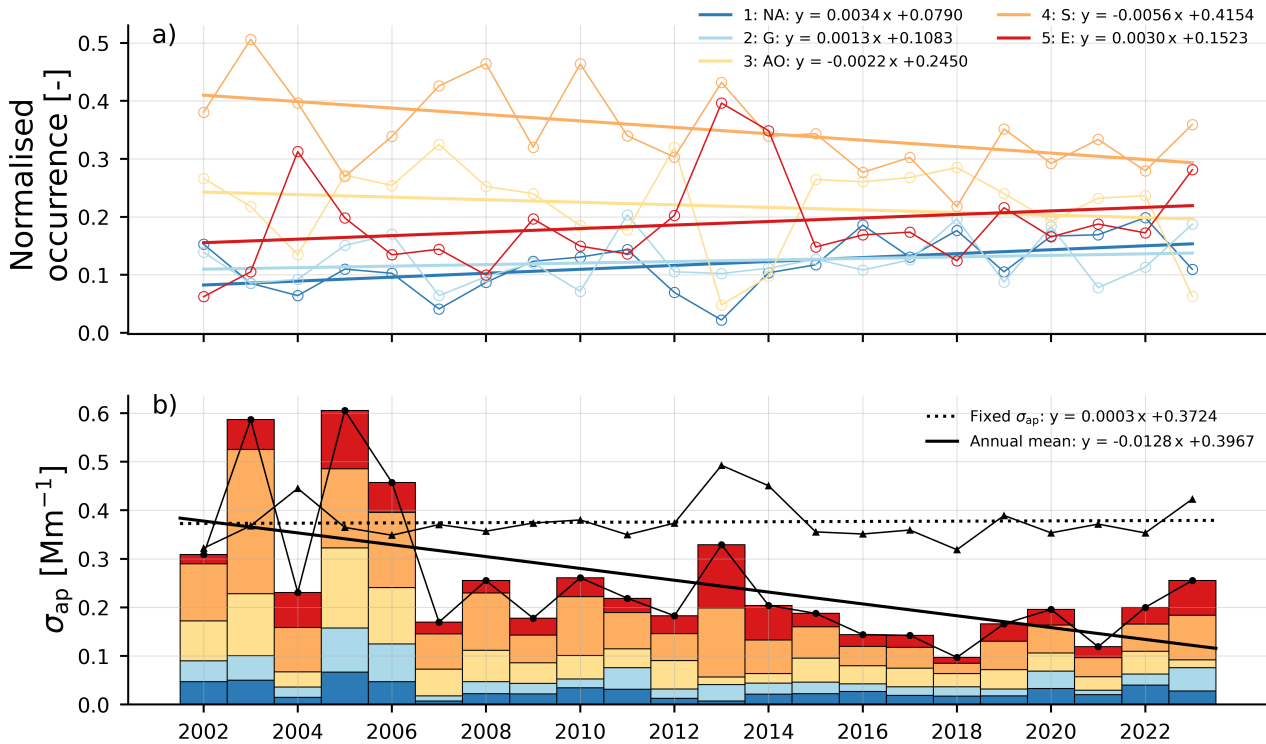 a)
1: NA: y = 0.0034 x +0.0790
2: G: y = 0.0013 x +0.1083
3: AO: y = -0.0022 x +0.2450
4: S: y = -0.0056 x +0.4154
5: E: y = 0.0030 x +0.1523
Normalised
occurrence [-]
0.5
0.4
0.3
0.2
0.1
0.0
b)
Fixed σap: y = 0.0003 x +0.3724
Annual mean: y = -0.0128 x +0.3967
σap [Mm⁻¹]
0.6
0.5
0.4
0.3
0.2
0.1
0.0
2002 2004 2006 2008 2010 2012 2014 2016 2018 2020 2022